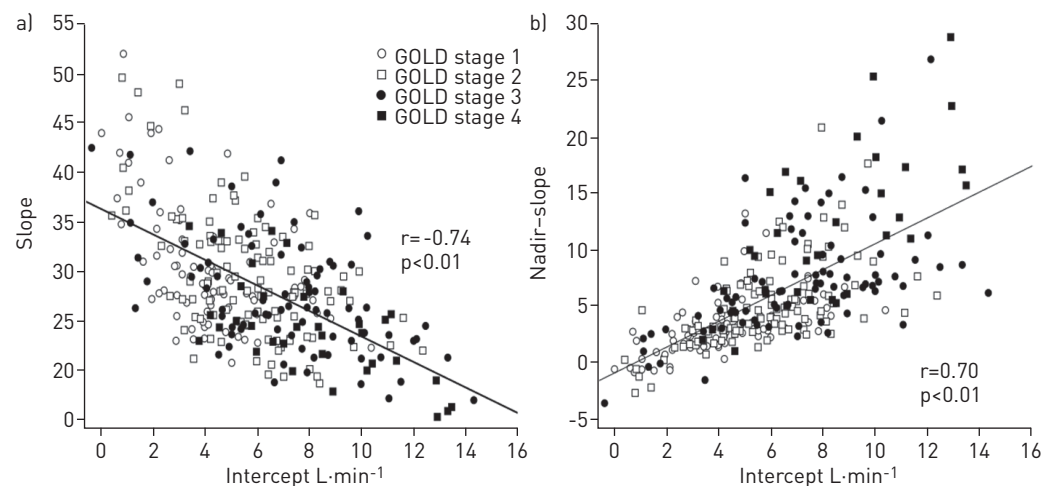 a)
55
50
45
40
35
30
25
20
0
Slope
GOLD stage 1
GOLD stage 2
GOLD stage 3
GOLD stage 4
r=-0.74
p<0.01
0 2 4 6 8 10 12 14 16
Intercept L·min-1
b)
30
25
20
15
10
5
0
-5
Nadir–slope
r=0.70
p<0.01
0 2 4 6 8 10 12 14 16
Intercept L·min-1